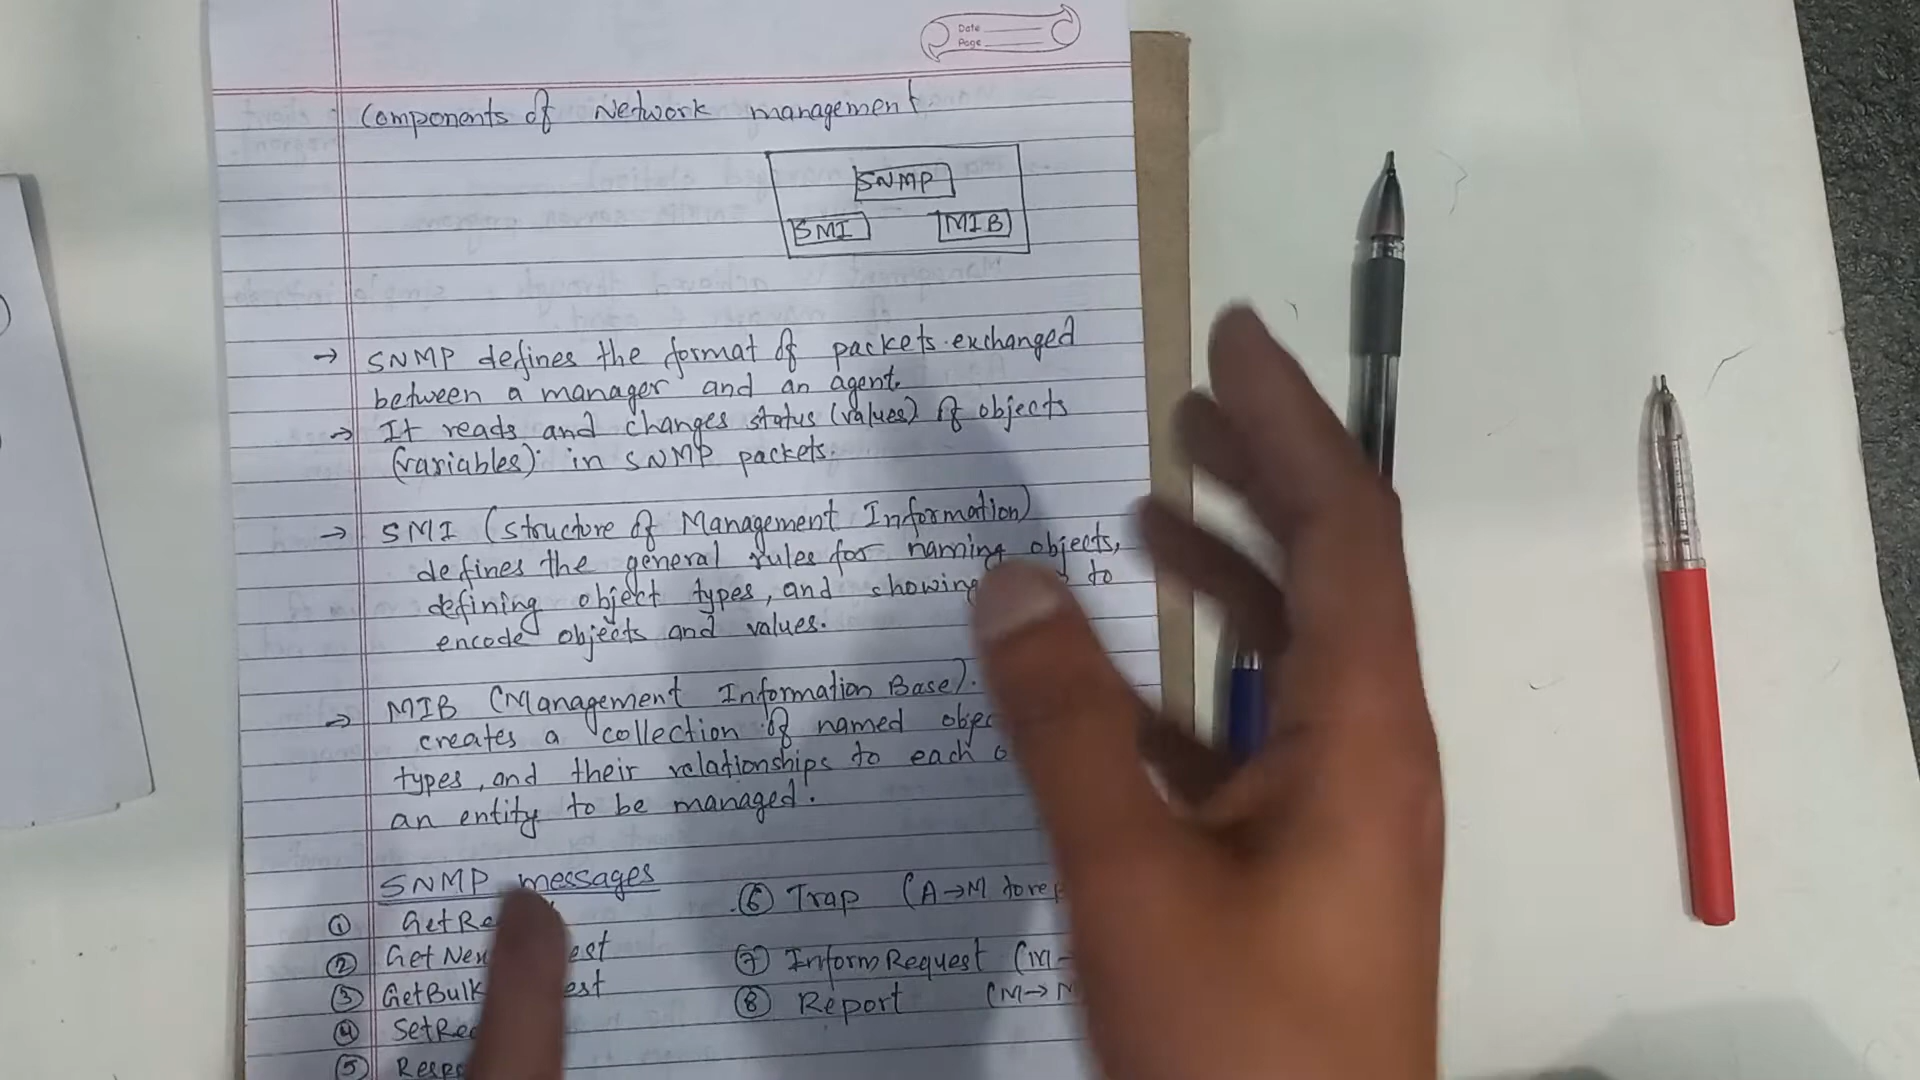 Date
Page
Components of Network management
SNMP
SMI MIB
→ SNMP defines the format of packets exchanged
between a manager and an agent.
→ It reads and changes status (values) of objects
(variables) in SNMP packets.
→ SMI (Structure of Management Information)
defines the general rules for naming objects,
defining object types, and showing to
encode objects and values.
→ MIB (Management Information Base).
creates a collection of named
types, and their relationships to each
an entity to be managed.
SNMP messages
① ⑥ Trap (A→M to
②
③
④
⑤
⑦ InformRequest (M-
⑧ Report (M→